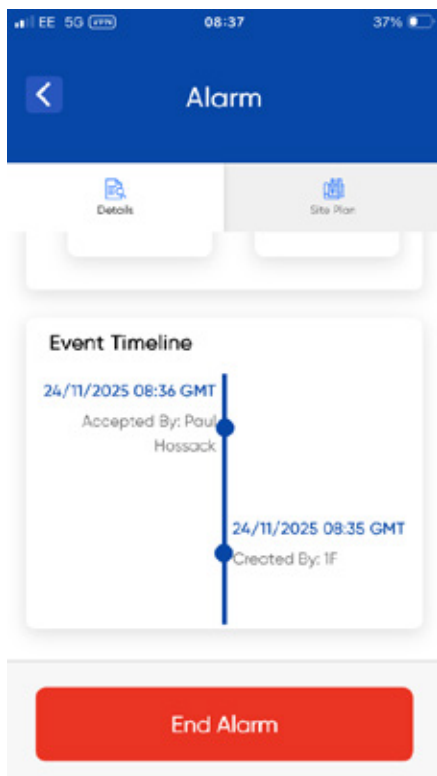 EE 5G VPN 08:37 37%
Alarm
Details Site Plan
Event Timeline
24/11/2025 08:36 GMT
Accepted By: Paul
Hossack
24/11/2025 08:35 GMT
Created By: 1F
End Alarm